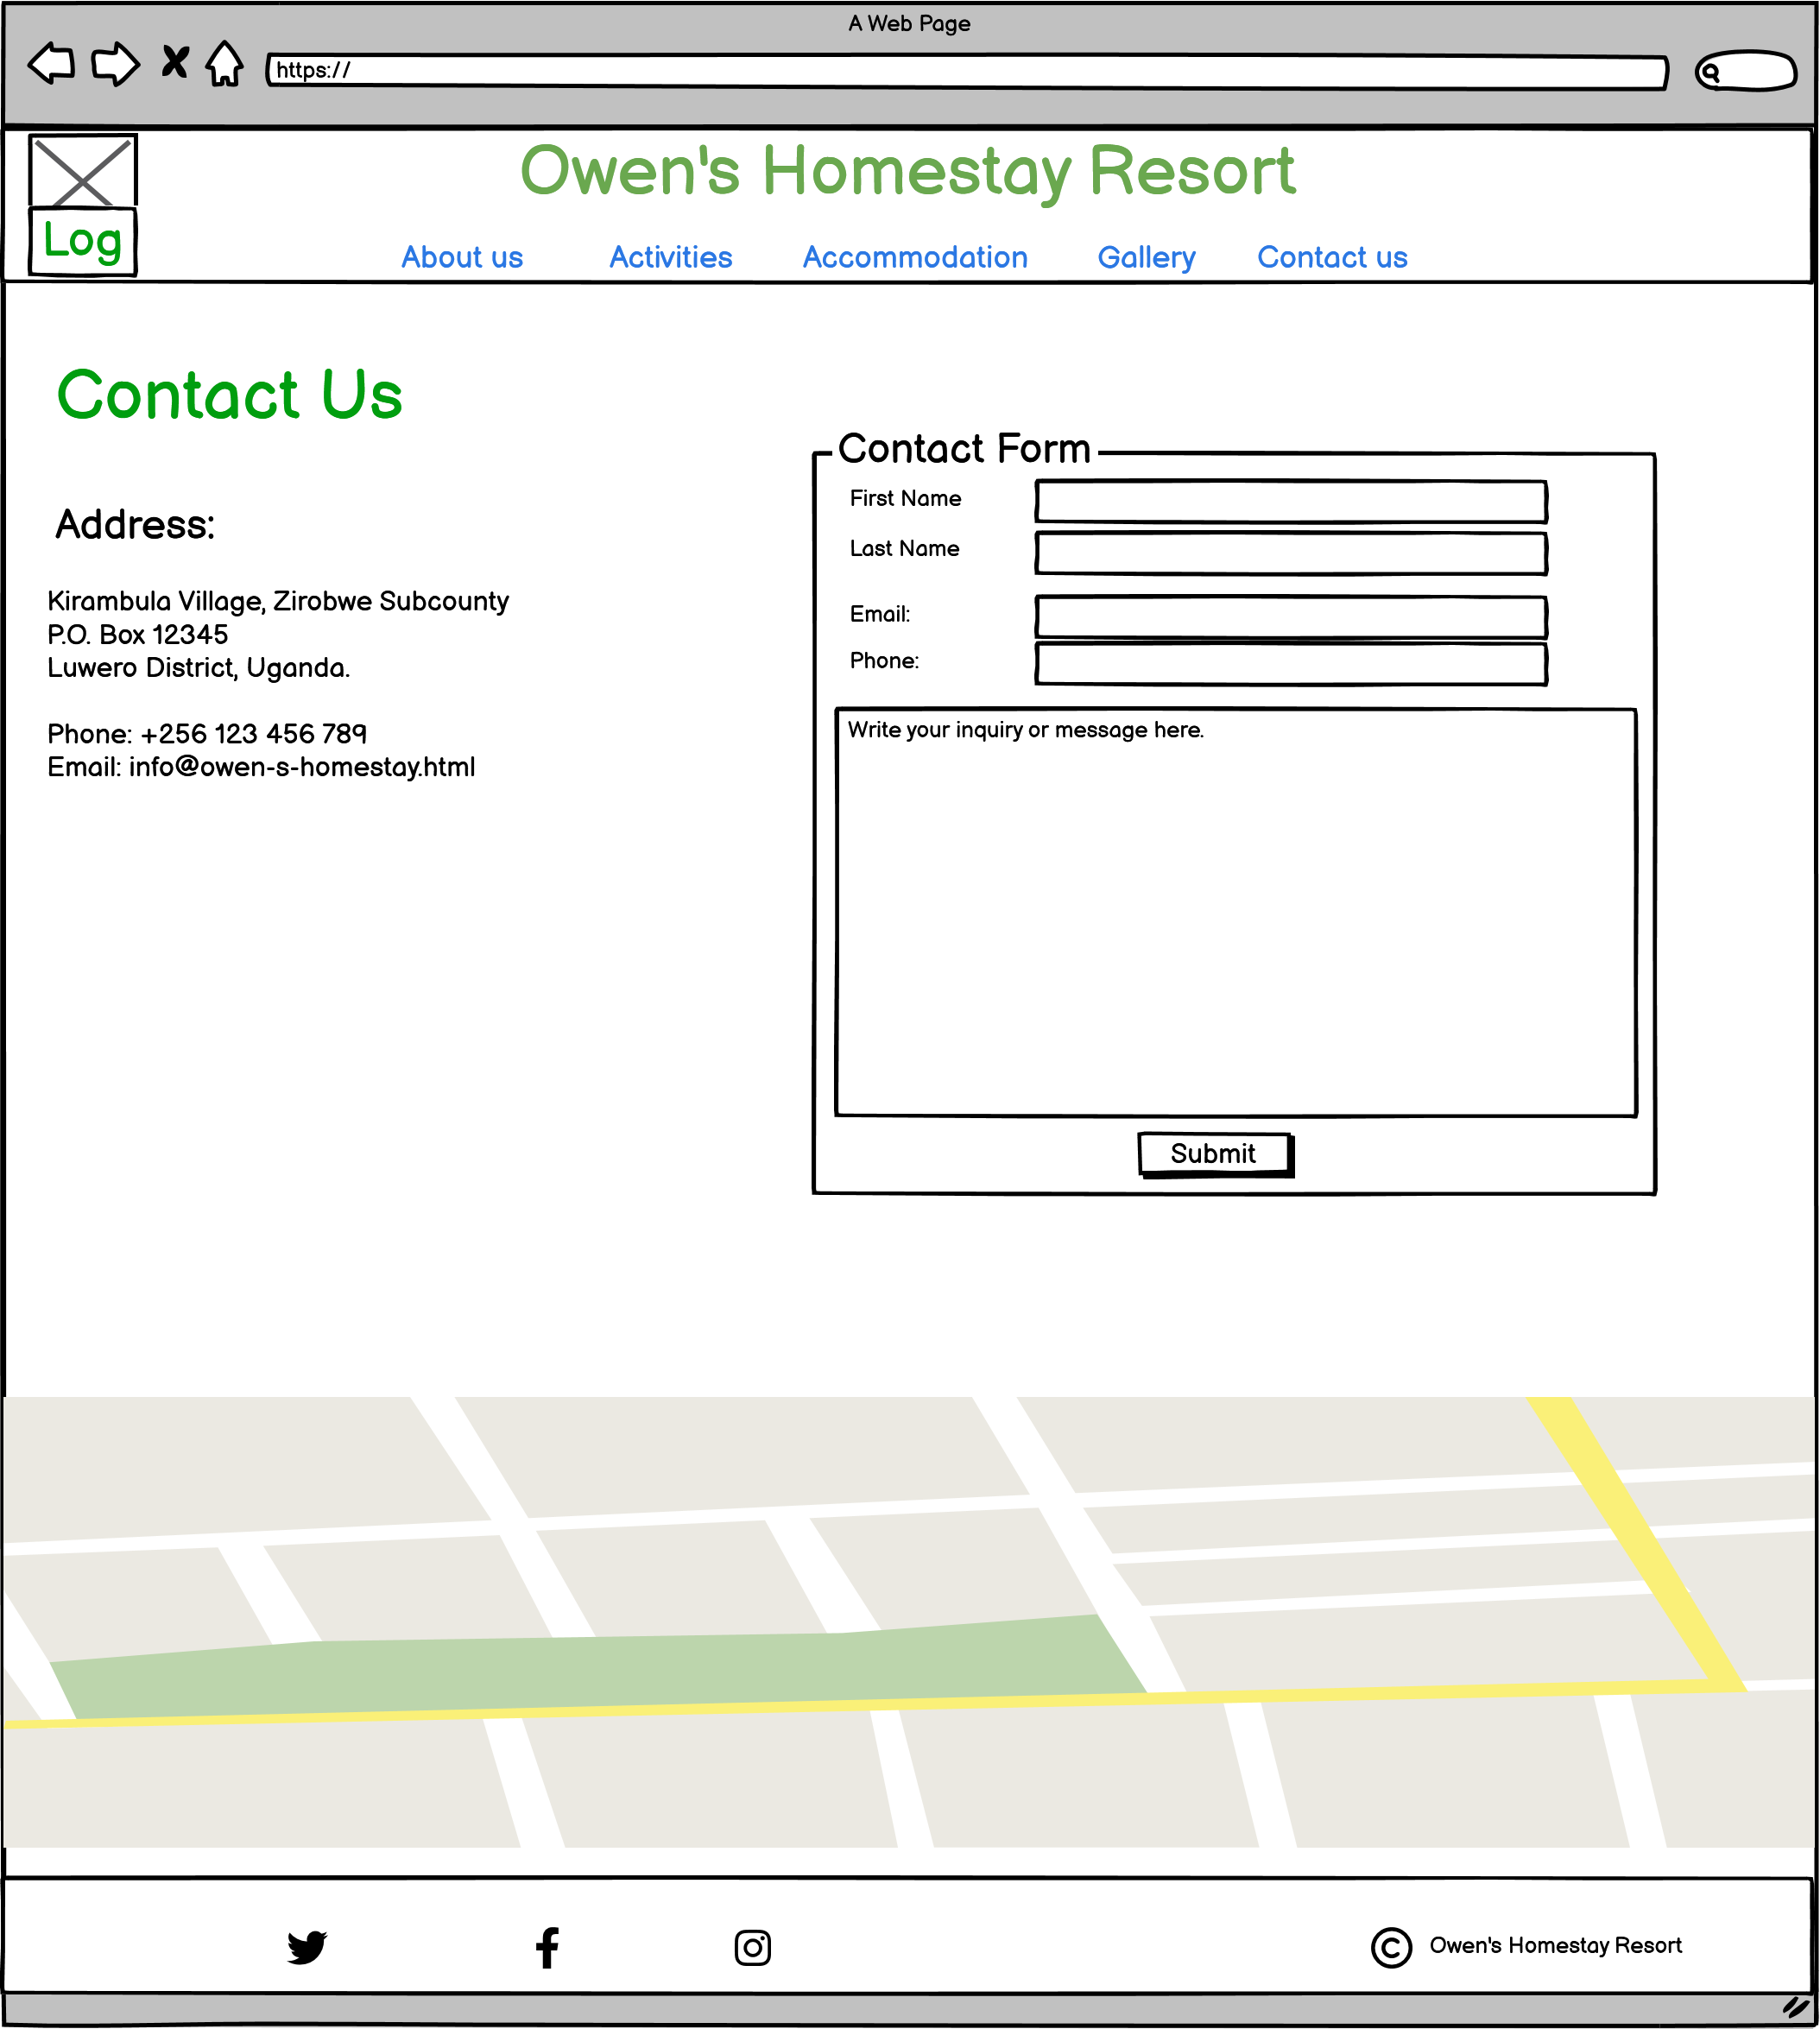 A Web Page
https://
Owen's Homestay Resort
Log
About us Activities Accommodation Gallery Contact us
Contact Us
Contact Form
First Name
Address:
Last Name
Kirambula Village, Zirobwe Subcounty
Email:
P.O. Box 12345
Phone:
Luwero District, Uganda.
Write your inquiry or message here.
Phone: +256 123 456 789
Email: info@owen-s-homestay.html
Submit
© Owen's Homestay Resort